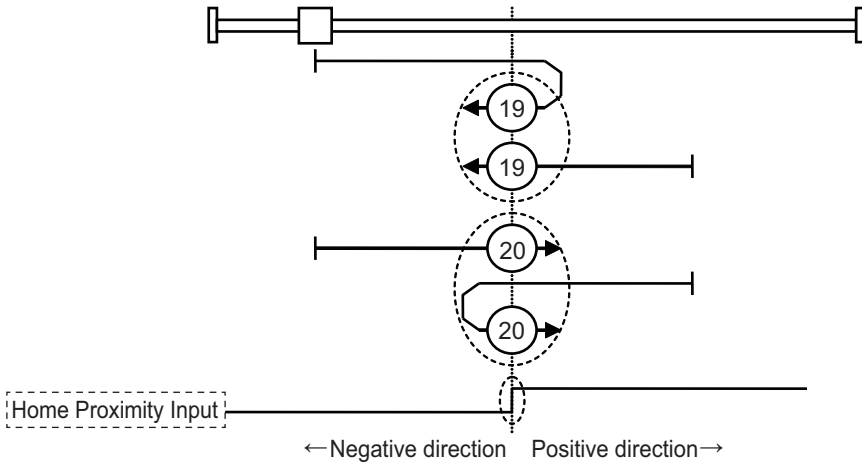 19
19
20
20
Home Proximity Input
←Negative direction Positive direction→